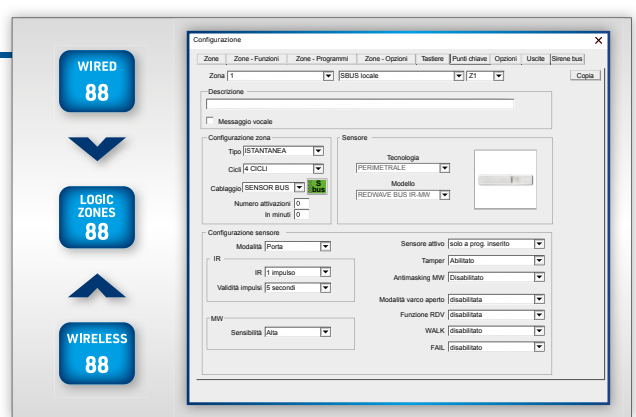 WIRED
88
LOGIC
ZONES
88
WIRELESS
88
Configurazione
Zone Zone - Funzioni Zone - Programmi Zone - Opzioni Tastiere Punti chiave Opzioni Uscite Sirene bus
Zona 1 SBUS locale Z1 Copia
Descrizione
Messaggio vocale
Configurazione zona
Tipo ISTANTANEA
Cicli 4 CICLI
Cablaggio SENSOR BUS S bus
Numero attivazioni 0
In minuti 0
Sensore
Tecnologia
PERIMETRALE
Modello
REDWAVE BUS IR-MW
Configurazione sensore
Modalità Porta
IR
IR 1 impulso
Validità impulsi 5 secondi
MW
Sensibilità Alta
Sensore attivo solo a prog. inserito
Tamper Abilitato
Antimasking MW Disabilitato
Modalità varco aperto disabilitata
Funzione RDV disabilitata
WALK disabilitato
FAIL disabilitato